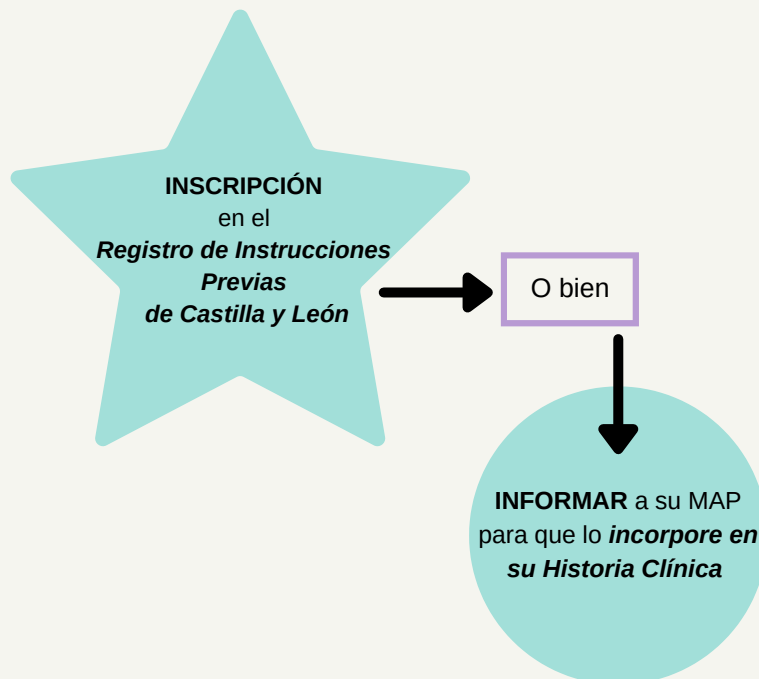 INSCRIPCIÓN
en el
Registro de Instrucciones
Previas
de Castilla y León
O bien
INFORMAR a su MAP
para que lo incorpore en
su Historia Clínica